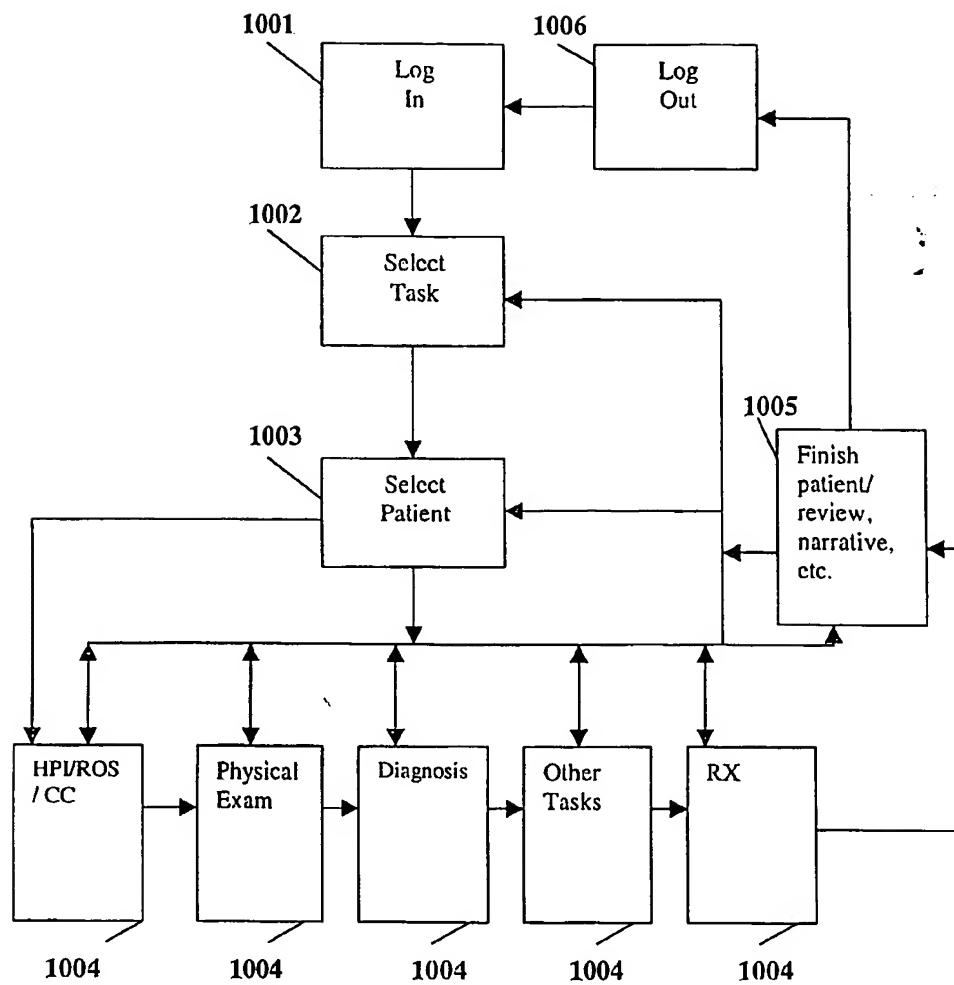 1001
1006
Log
In
Log
Out
1002
Select
Task
1003
Select
Patient
1005
Finish
patient/
review,
narrative,
etc.
HPI/ROS
/ CC
Physical
Exam
Diagnosis
Other
Tasks
RX
1004
1004
1004
1004
1004